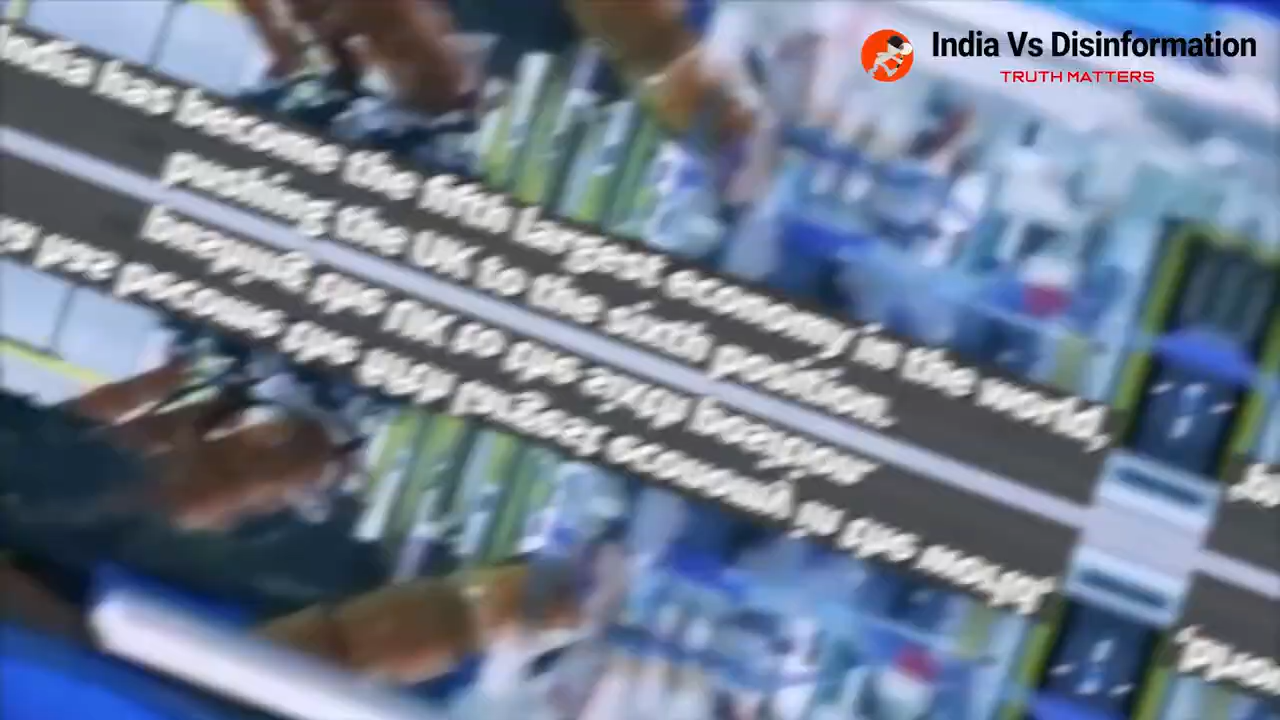 India Vs Disinformation
TRUTH MATTERS
India has become the fifth largest economy in the world,
pushing the UK to the sixth position.